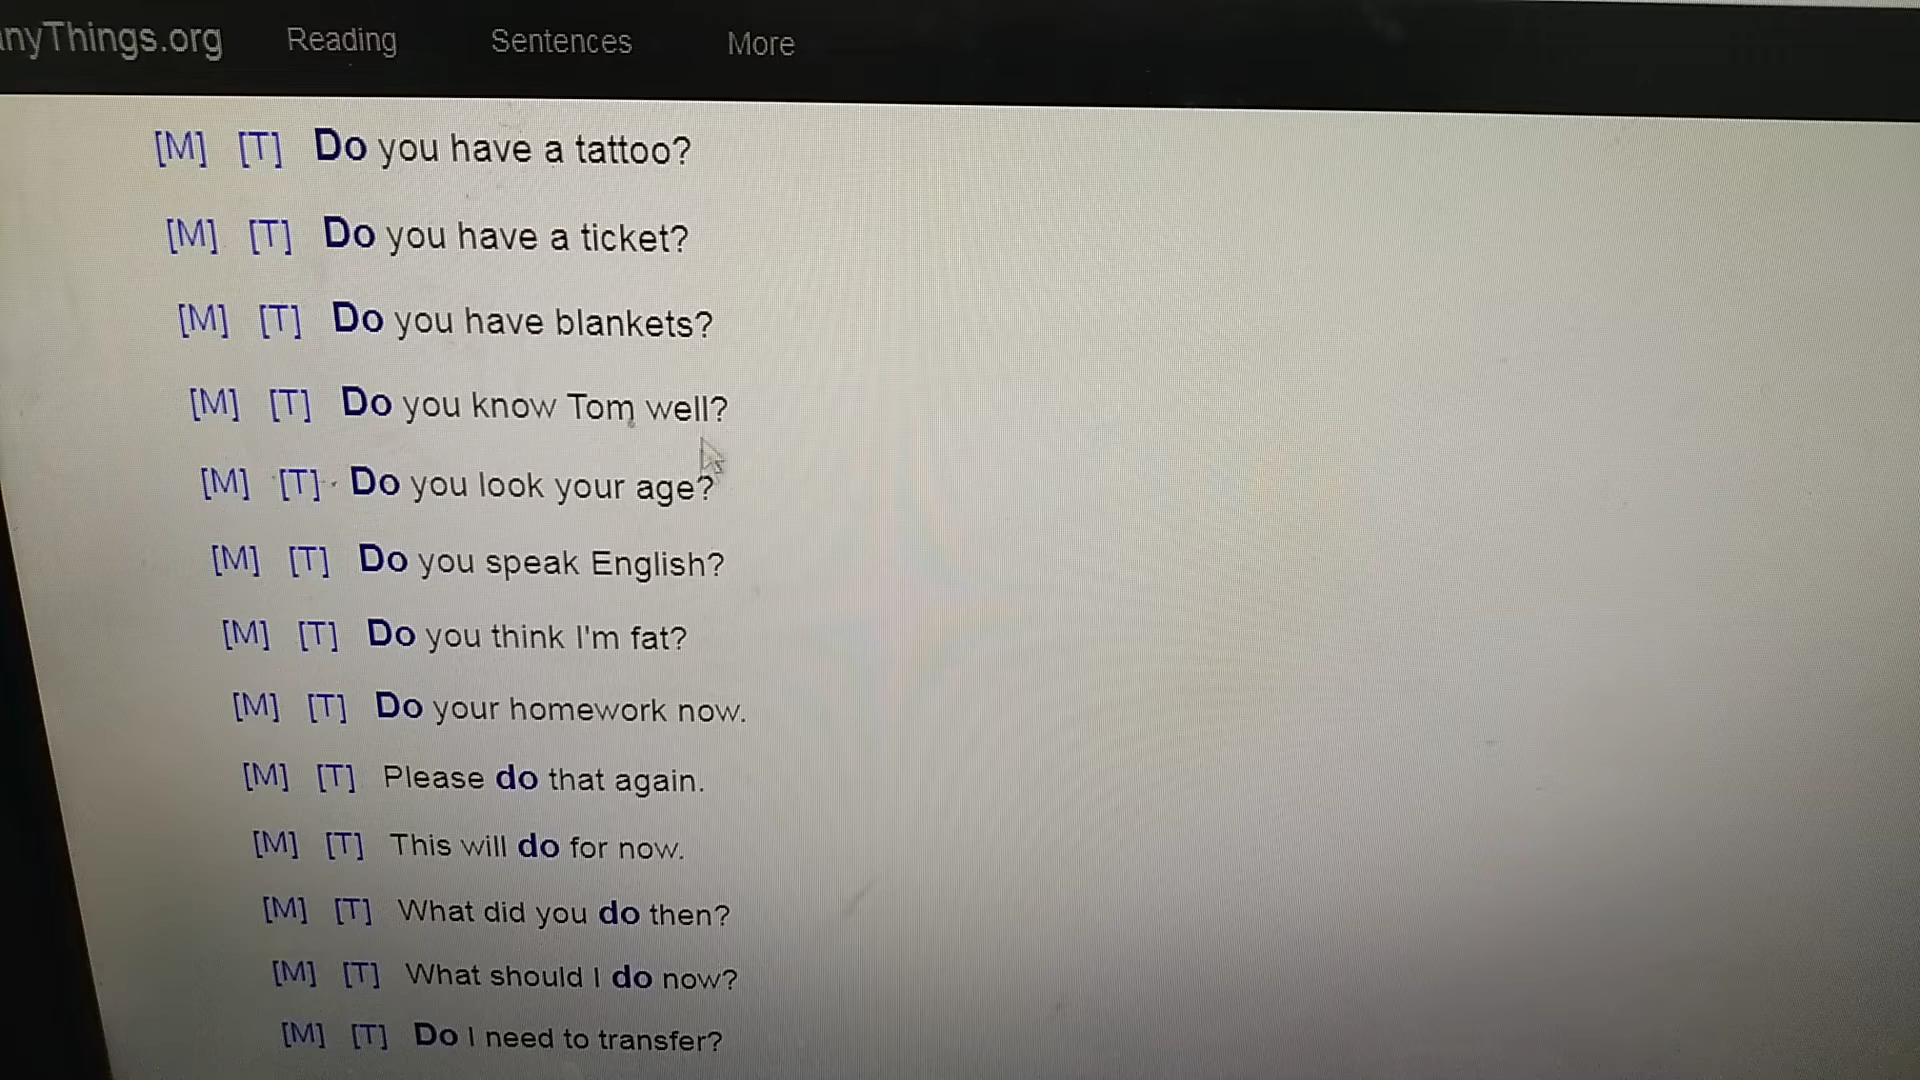 nyThings.org Reading Sentences More
[M] [T] Do you have a tattoo?
[M] [T] Do you have a ticket?
[M] [T] Do you have blankets?
[M] [T] Do you know Tom well?
[M] [T] Do you look your age?
[M] [T] Do you speak English?
[M] [T] Do you think I'm fat?
[M] [T] Do your homework now.
[M] [T] Please do that again.
[M] [T] This will do for now.
[M] [T] What did you do then?
[M] [T] What should I do now?
[M] [T] Do I need to transfer?